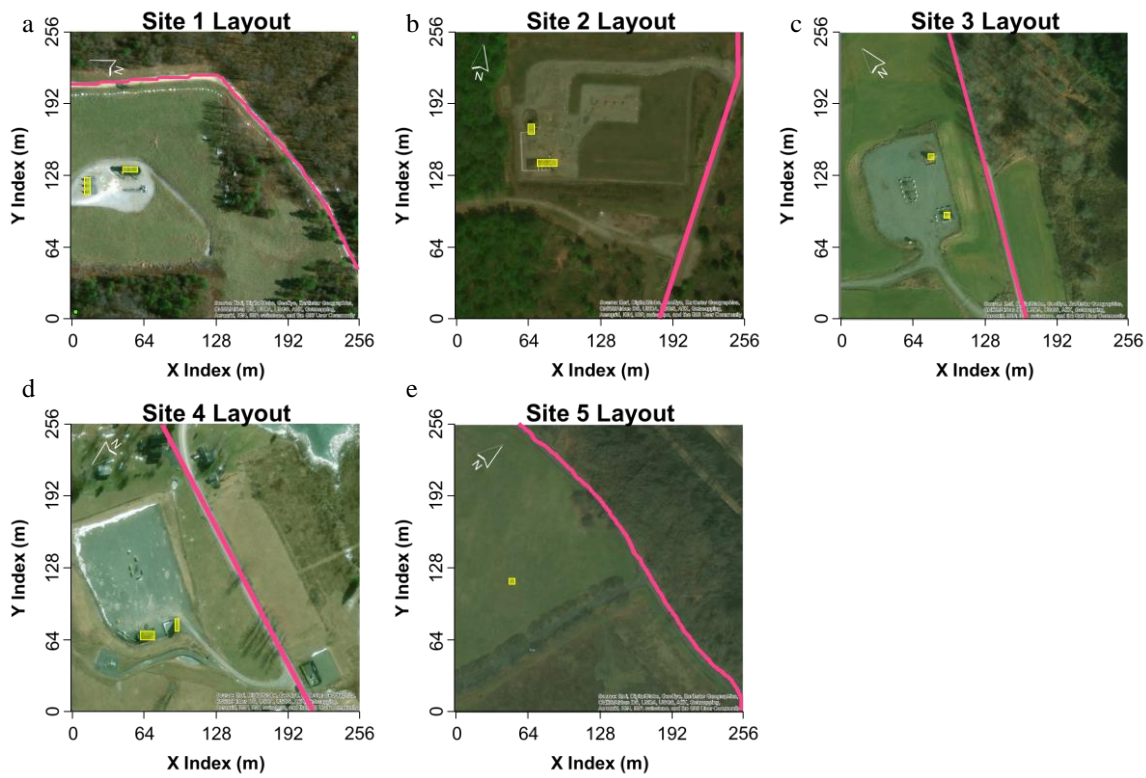 a
Site 1 Layout
b
Site 2 Layout
c
Site 3 Layout
256
192
128
64
0
Y Index (m)
N
0 64 128 192 256
X Index (m)
256
192
128
64
0
Y Index (m)
N
0 64 128 192 256
X Index (m)
256
192
128
64
0
Y Index (m)
N
0 64 128 192 256
X Index (m)
d
Site 4 Layout
e
Site 5 Layout
256
192
128
64
0
Y Index (m)
N
0 64 128 192 256
X Index (m)
256
192
128
64
0
Y Index (m)
N
0 64 128 192 256
X Index (m)